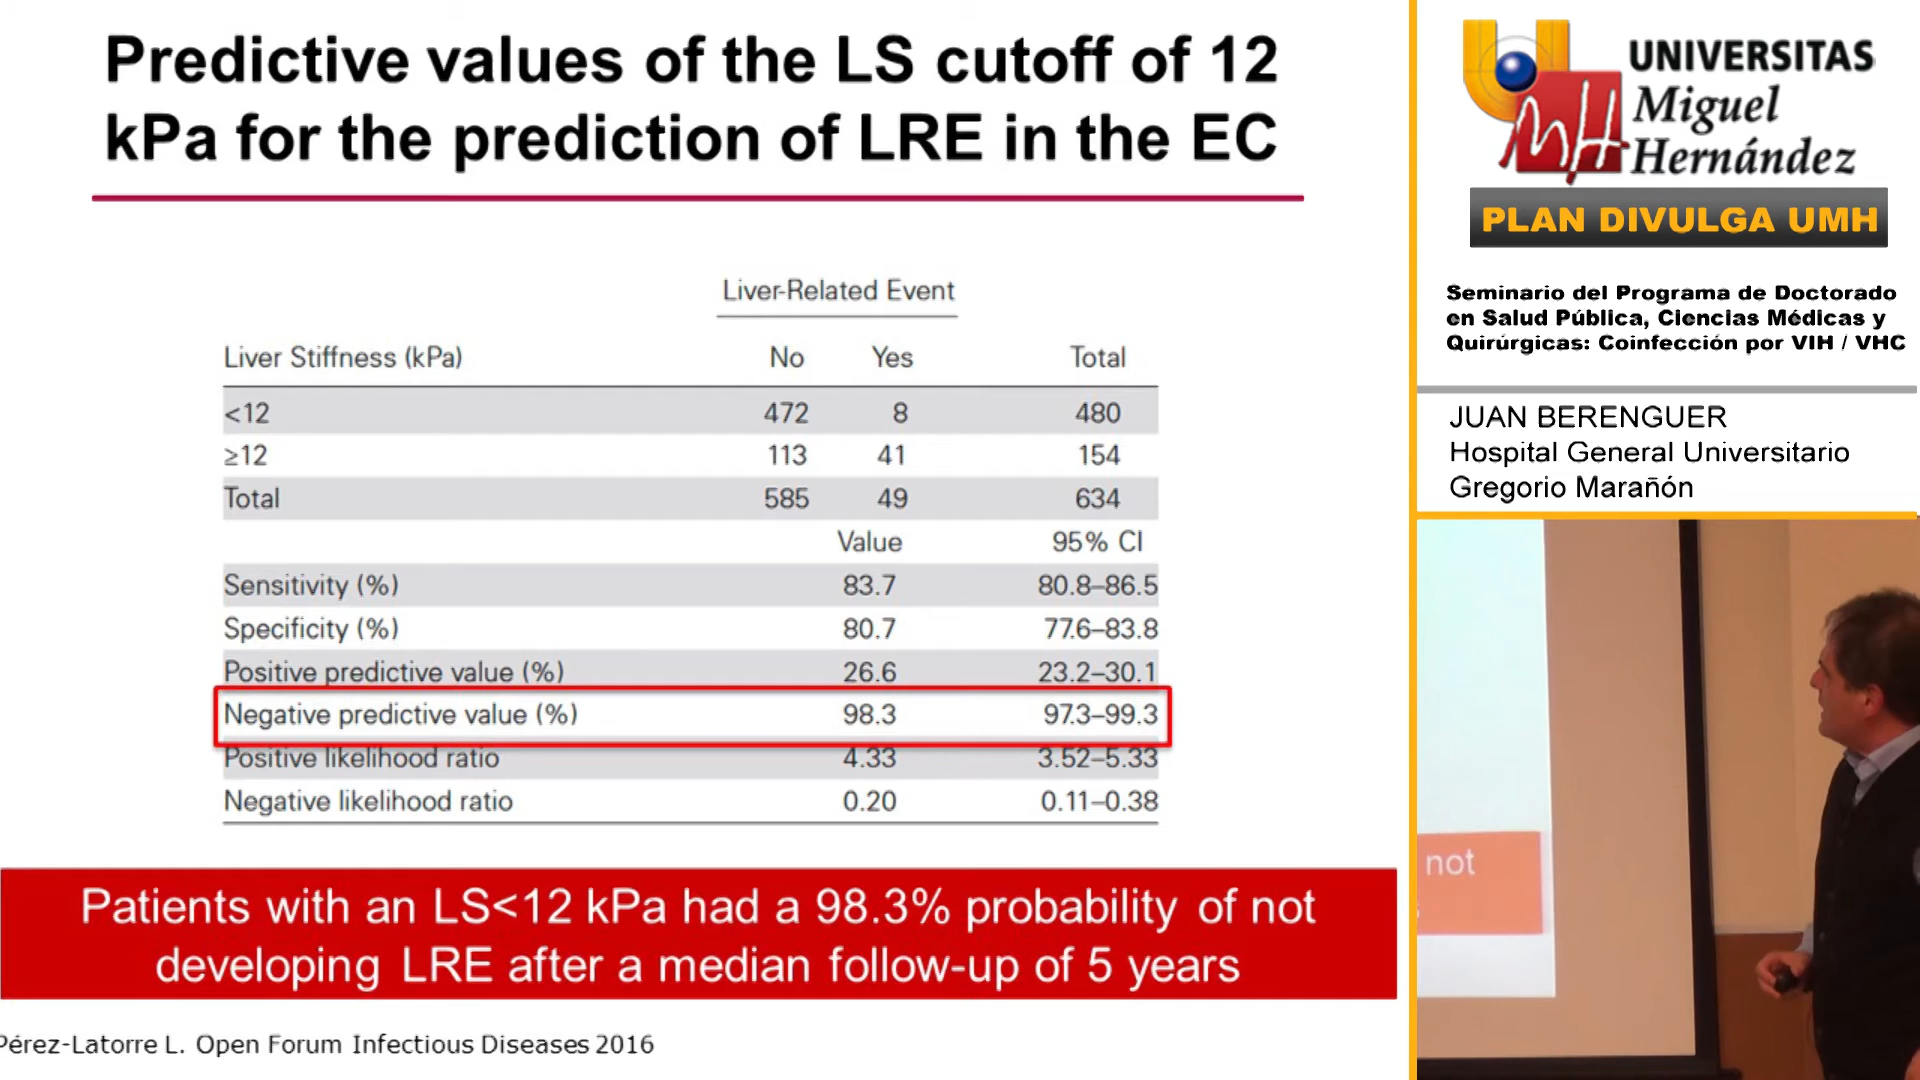 Predictive values of the LS cutoff of 12
kPa for the prediction of LRE in the EC
Liver-Related Event
Liver Stiffness (kPa) No Yes Total
<12 472 8 480
≥12 113 41 154
Total 585 49 634
Value 95% CI
Sensitivity (%) 83.7 80.8–86.5
Specificity (%) 80.7 77.6–83.8
Positive predictive value (%) 26.6 23.2–30.1
Negative predictive value (%) 98.3 97.3–99.3
Positive likelihood ratio 4.33 3.52–5.33
Negative likelihood ratio 0.20 0.11–0.38
Patients with an LS<12 kPa had a 98.3% probability of not
developing LRE after a median follow-up of 5 years
Pérez-Latorre L. Open Forum Infectious Diseases 2016
UNIVERSITAS
Miguel
Hernández
PLAN DIVULGA UMH
Seminario del Programa de Doctorado
en Salud Pública, Ciencias Médicas y
Quirúrgicas: Coinfección por VIH / VHC
JUAN BERENGUER
Hospital General Universitario
Gregorio Marañón
not